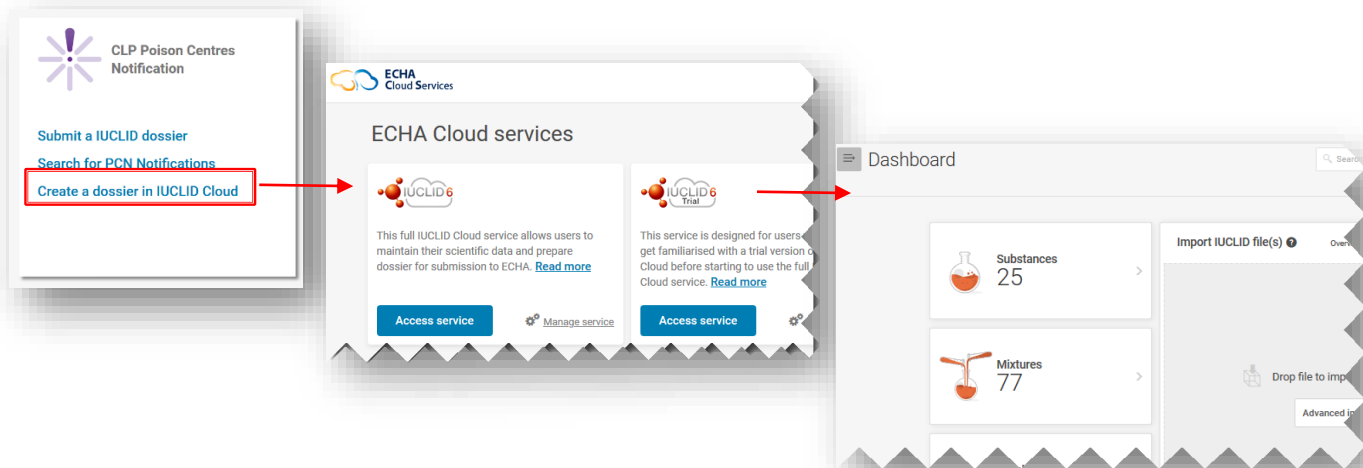 CLP Poison Centres
Notification
Submit a IUCLID dossier
Search for PCN Notifications
Create a dossier in IUCLID Cloud
ECHA
Cloud Services
ECHA Cloud services
IUCLID 6
This full IUCLID Cloud service allows users to
maintain their scientific data and prepare
dossier for submission to ECHA. Read more
Access service
Manage service
IUCLID 6
Trial
This service is designed for users
get familiarised with a trial version
Cloud before starting to use the full
Cloud service. Read more
Access service
Dashboard
Substances
25
Mixtures
77
Import IUCLID file(s)
Drop file to
Advanced